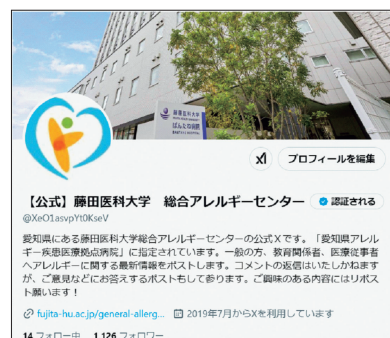 藤田医科大学
ばんたね病院
プロフィールを編集
【公式】藤田医科大学　総合アレルギーセンター 認証される
@XeO1asvpYt0KseV
愛知県にある藤田医科大学総合アレルギーセンターの公式Ⅹです。「愛知県アレル
ギー疾患医療拠点病院」に指定されています。一般の方、教育関係者、医療従事者
へアレルギーに関する最新情報をポストします。コメントの返信はいたしかねます
が、ご意見などにお答えするポストもして参ります。ご興味のある内容にはリポス
ト願います！
fujita-hu.ac.jp/general-allerg... 2019年7月からXを利用しています
14 フォロー中 1,126 フォロワー